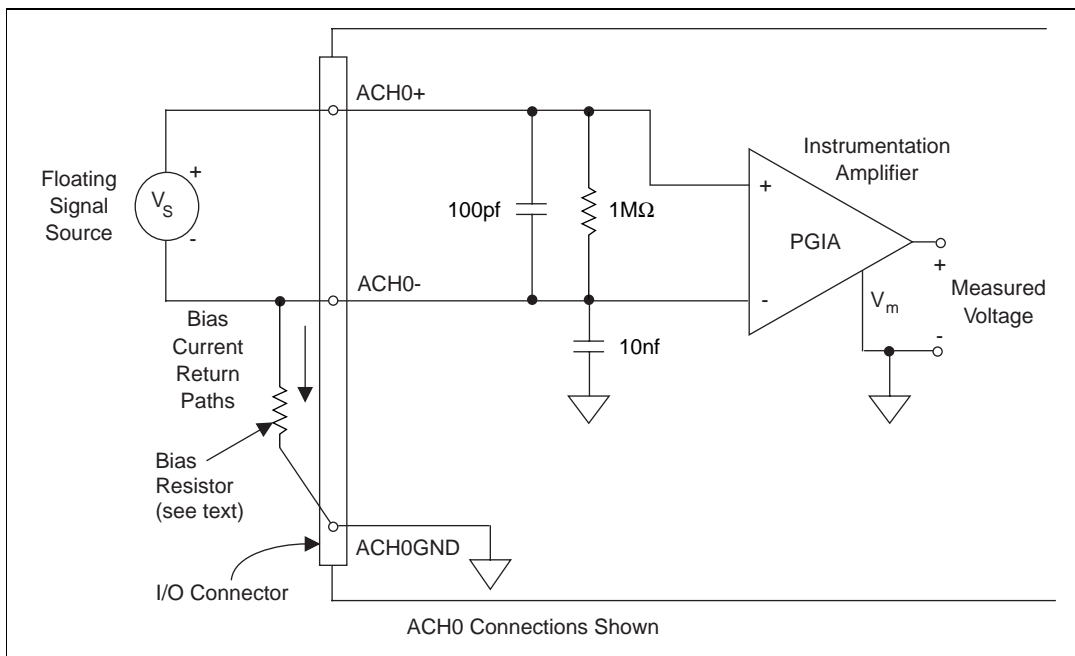 ACH0+
Instrumentation
Amplifier
Floating
Signal
Source
+
V
S
-
100pf
1MΩ
+
PGIA
-
+
Measured
Voltage
-
V
m
ACH0-
Bias
Current
Return
Paths
10nf
Bias
Resistor
(see text)
ACH0GND
I/O Connector
ACH0 Connections Shown